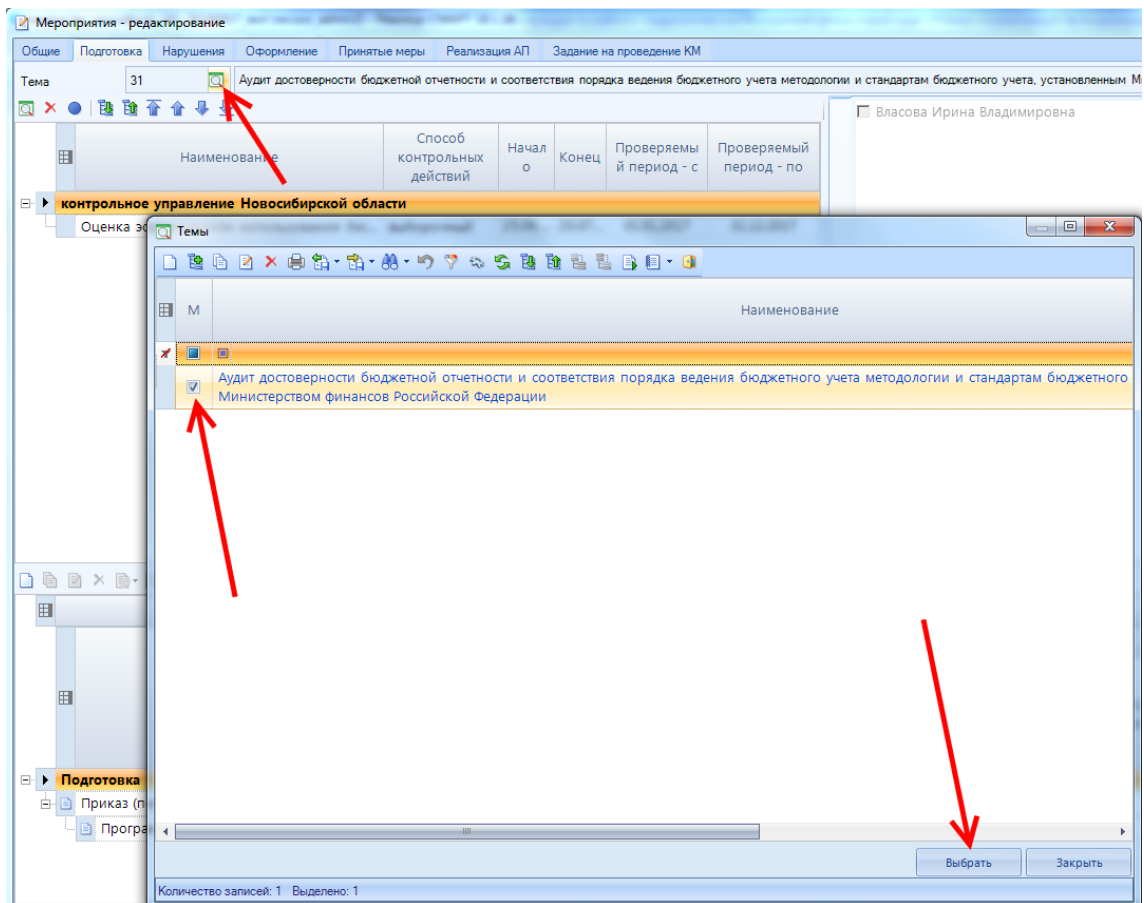 Мероприятия - редактирование
Общие Подготовка Нарушения Оформление Принятые меры Реализация АП Задание на проведение КМ
Тема 31 Аудит достоверности бюджетной отчетности и соответствия порядка ведения бюджетного учета методологии и стандартам бюджетного учета, установленным М
Власова Ирина Владимировна
Наименование
Способ
контрольных
действий
Начал
о
Конец
Проверяемы
й период - с
Проверяемый
период - по
контрольное управление Новосибирской области
Оценка эф
Темы
М Наименование
Аудит достоверности бюджетной отчетности и соответствия порядка ведения бюджетного учета методологии и стандартам бюджетного
Министерством финансов Российской Федерации
Подготовка
Приказ (п
Програ
Выбрать Закрыть
Количество записей: 1 Выделено: 1